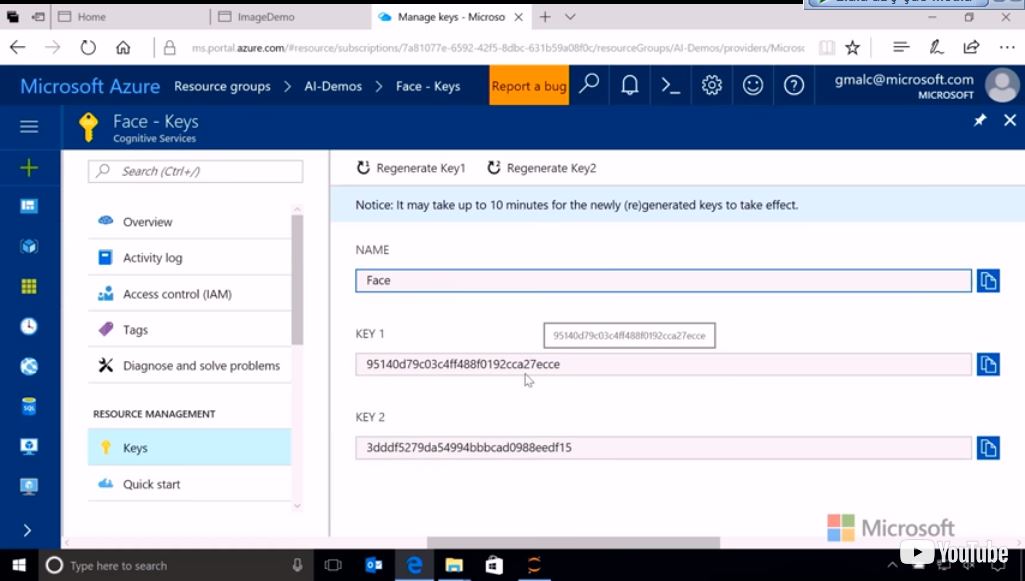 Home
ImageDemo
Manage keys - Microso
ms.portal.azure.com/#resource/subscriptions/7a81077e-6592-42f5-8dbc-631b59a08f0c/resourceGroups/AI-Demos/providers/Microsc
Microsoft Azure Resource groups > AI-Demos > Face - Keys
Report a bug
gmalc@microsoft.com
MICROSOFT
Face - Keys
Cognitive Services
Search (Ctrl+/)
Overview
Activity log
Access control (IAM)
Tags
Diagnose and solve problems
RESOURCE MANAGEMENT
Keys
Quick start
Regenerate Key1
Regenerate Key2
Notice: It may take up to 10 minutes for the newly (re)generated keys to take effect.
NAME
Face
KEY 1
95140d79c03c4ff488f0192cca27ecce
95140d79c03c4ff488f0192cca27ecce
KEY 2
3dddf5279da54994bbbcad0988eedf15
SQL
Microsoft
YouTube
Type here to search